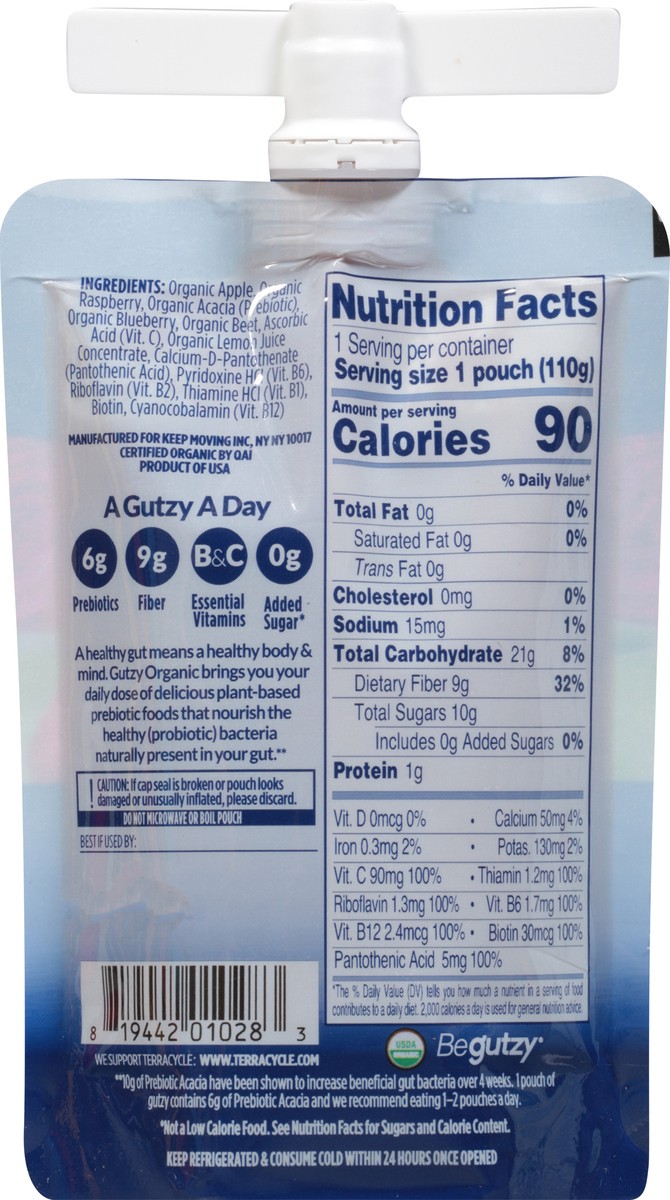 INGREDIENTS: Organic Apple, Organic
Raspberry, Organic Acacia (Prebiotic),
Organic Blueberry, Organic Beet, Ascorbic
Acid (Vit. C), Organic Lemon Juice
Concentrate, Calcium-D-Pantothenate
(Pantothenic Acid), Pyridoxine HCl (Vit. B6),
Riboflavin (Vit. B2), Thiamine HCl (Vit. B1),
Biotin, Cyanocobalamin (Vit. B12)
MANUFACTURED FOR KEEP MOVING INC, NY NY 10017
CERTIFIED ORGANIC BY QAI
PRODUCT OF USA
A Gutzy A Day
6g 9g B&C 0g
Prebiotics Fiber Essential Vitamins Added Sugar*
A healthy gut means a healthy body &
mind. Gutzy Organic brings you your
daily dose of delicious plant-based
prebiotic foods that nourish the
healthy (probiotic) bacteria
naturally present in your gut.**
! CAUTION: If cap seal is broken or pouch looks
damaged or unusually inflated, please discard.
DO NOT MICROWAVE OR BOIL POUCH
BEST IF USED BY:
8 19442 01028 3
WE SUPPORT TERRACYCLE: WWW.TERRACYCLE.COM
Nutrition Facts
1 Serving per container
Serving size 1 pouch (110g)
Amount per serving
Calories 90
% Daily Value*
Total Fat 0g 0%
Saturated Fat 0g 0%
Trans Fat 0g
Cholesterol 0mg 0%
Sodium 15mg 1%
Total Carbohydrate 21g 8%
Dietary Fiber 9g 32%
Total Sugars 10g
Includes 0g Added Sugars 0%
Protein 1g
Vit. D 0mcg 0% • Calcium 50mg 4%
Iron 0.3mg 2% • Potas. 130mg 2%
Vit. C 90mg 100% • Thiamin 1.2mg 100%
Riboflavin 1.3mg 100% • Vit. B6 1.7mg 100%
Vit. B12 2.4mcg 100% • Biotin 30mcg 100%
Pantothenic Acid 5mg 100%
*The % Daily Value (DV) tells you how much a nutrient in a serving of food
contributes to a daily diet. 2,000 calories a day is used for general nutrition advice.
USDA
ORGANIC
Begutzy®
**10g of Prebiotic Acacia have been shown to increase beneficial gut bacteria over 4 weeks. 1 pouch of
gutzy contains 6g of Prebiotic Acacia and we recommend eating 1-2 pouches a day.
*Not a Low Calorie Food. See Nutrition Facts for Sugars and Calorie Content.
KEEP REFRIGERATED & CONSUME COLD WITHIN 24 HOURS ONCE OPENED